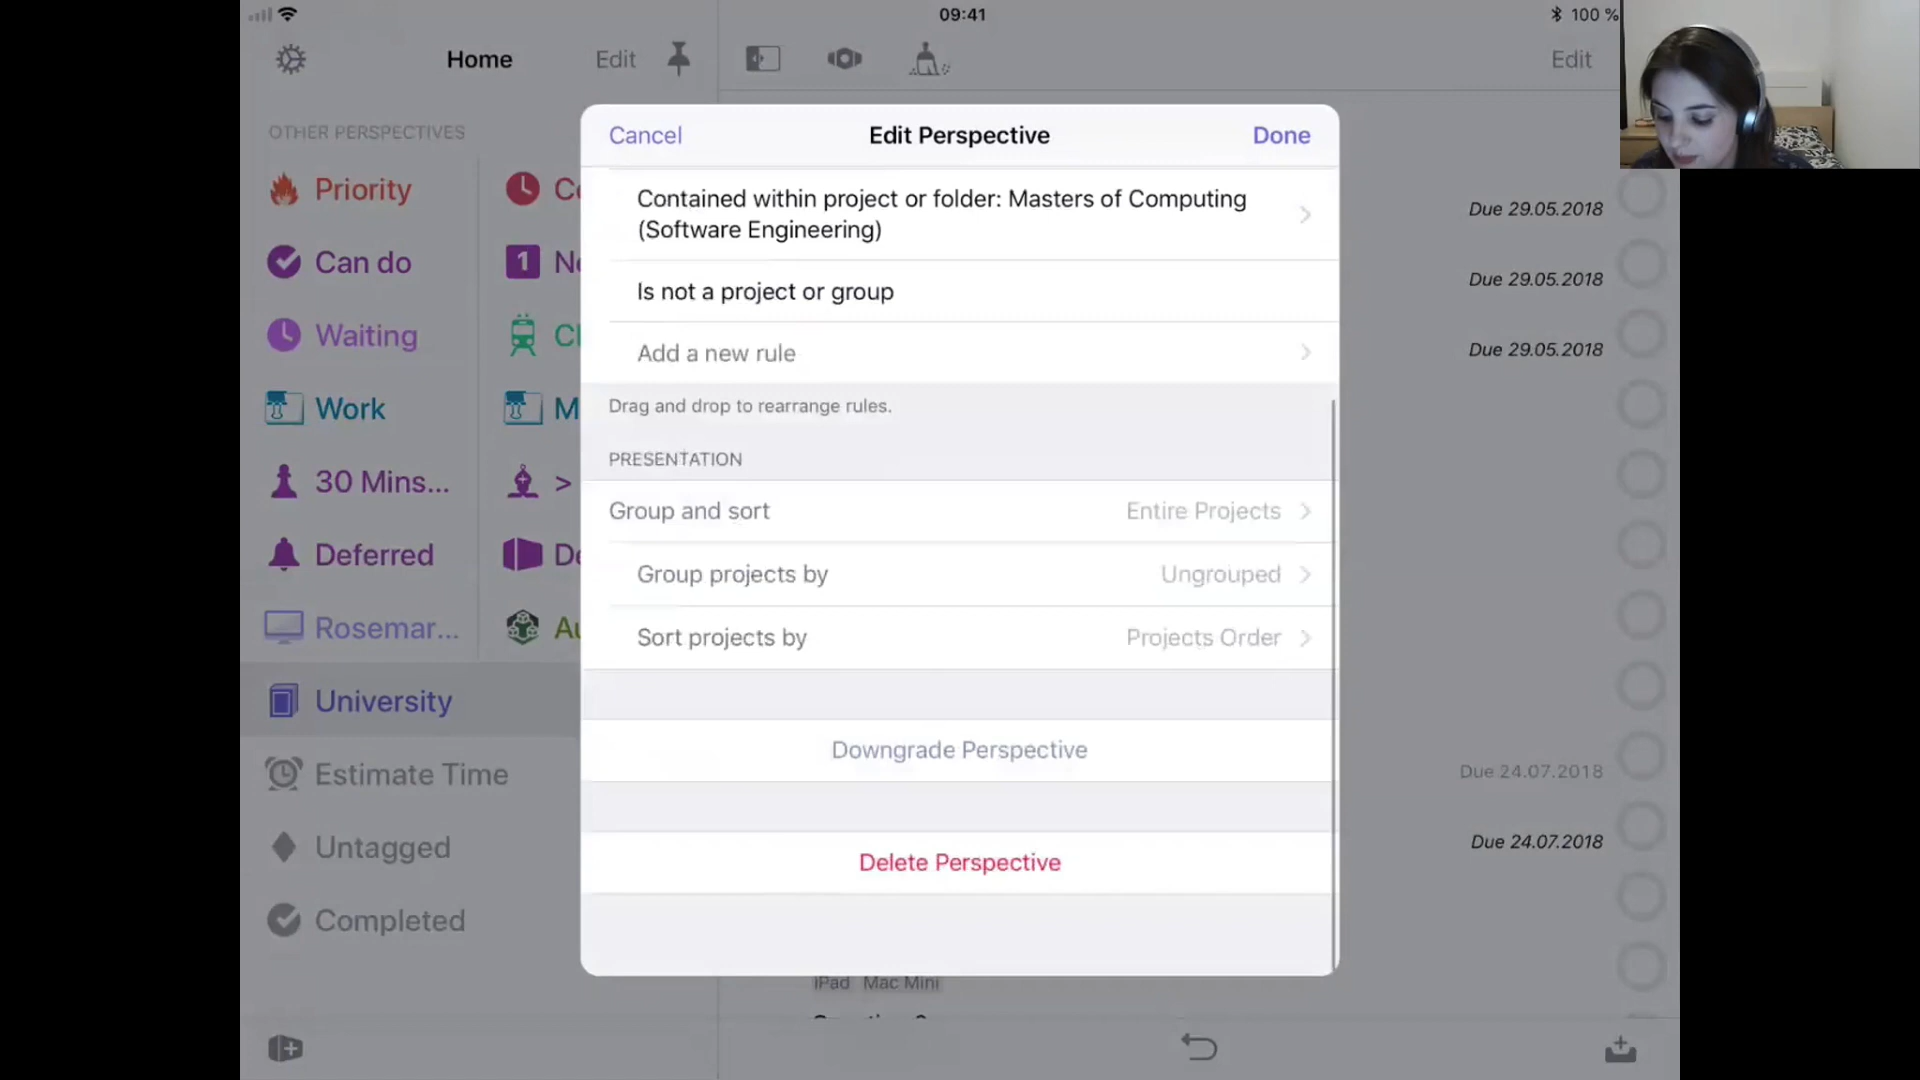 09:41
100 %
Home
Edit
Edit
OTHER PERSPECTIVES
Priority
Can do
Waiting
Work
30 Mins...
>
Deferred
Rosemar...
University
Estimate Time
Untagged
Completed
Cancel
Edit Perspective
Done
Contained within project or folder: Masters of Computing
(Software Engineering)
Is not a project or group
Add a new rule
Drag and drop to rearrange rules.
PRESENTATION
Group and sort
Entire Projects
Group projects by
Ungrouped
Sort projects by
Projects Order
Downgrade Perspective
Delete Perspective
Due 29.05.2018
Due 29.05.2018
Due 29.05.2018
Due 24.07.2018
Due 24.07.2018
iPad Mac Mini